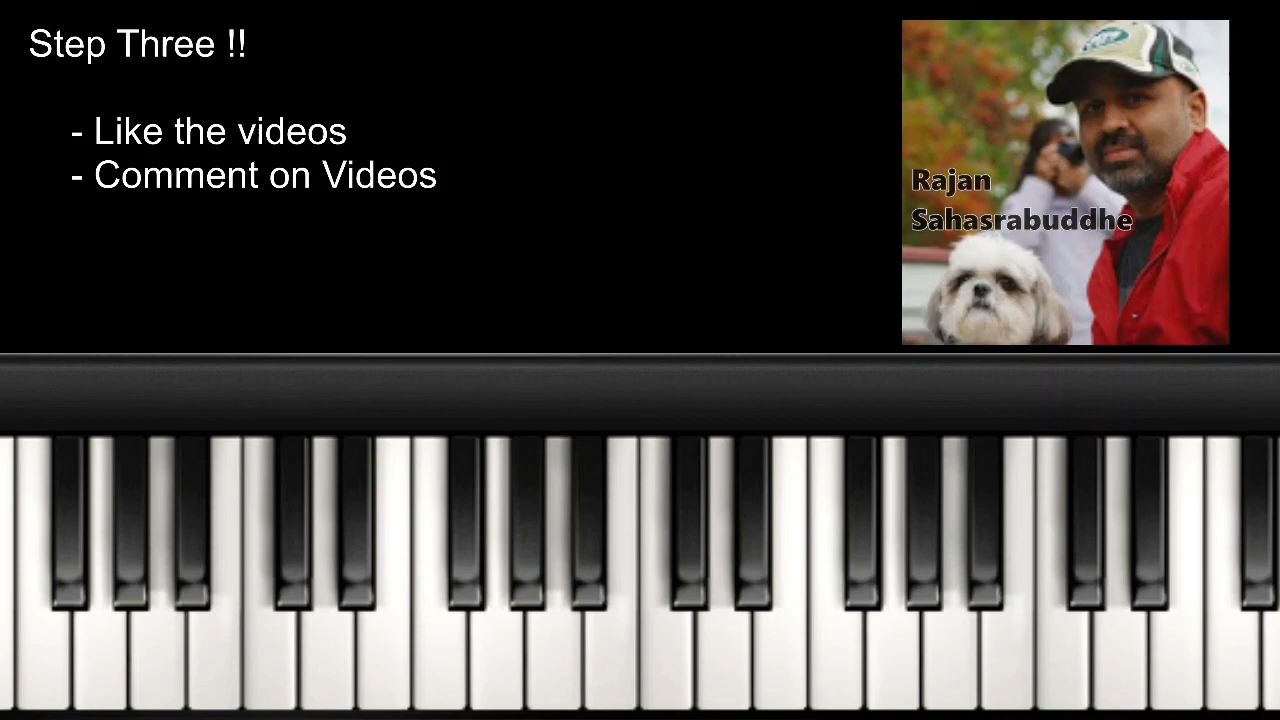 Step Three !!
- Like the videos
- Comment on Videos
Rajan
Sahasrabuddhe